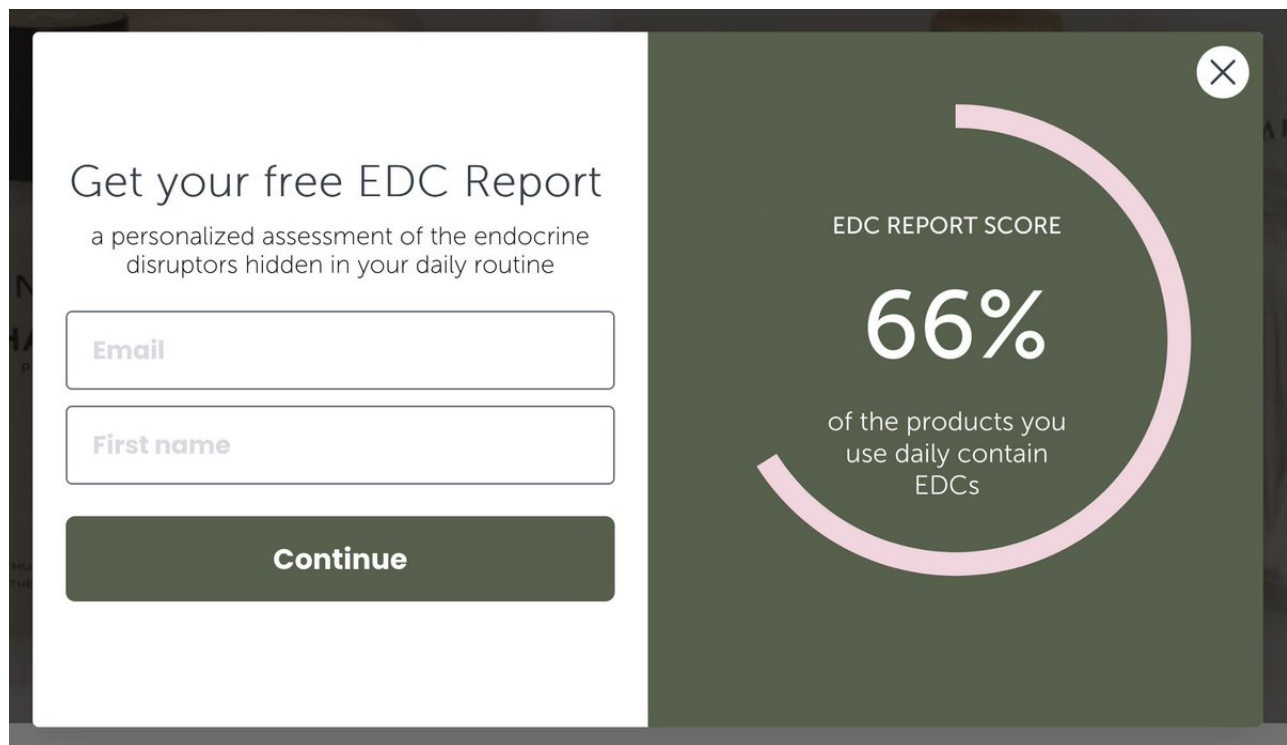 Get your free EDC Report
a personalized assessment of the endocrine
disruptors hidden in your daily routine
Email
First name
Continue
EDC REPORT SCORE
66%
of the products you
use daily contain
EDCs